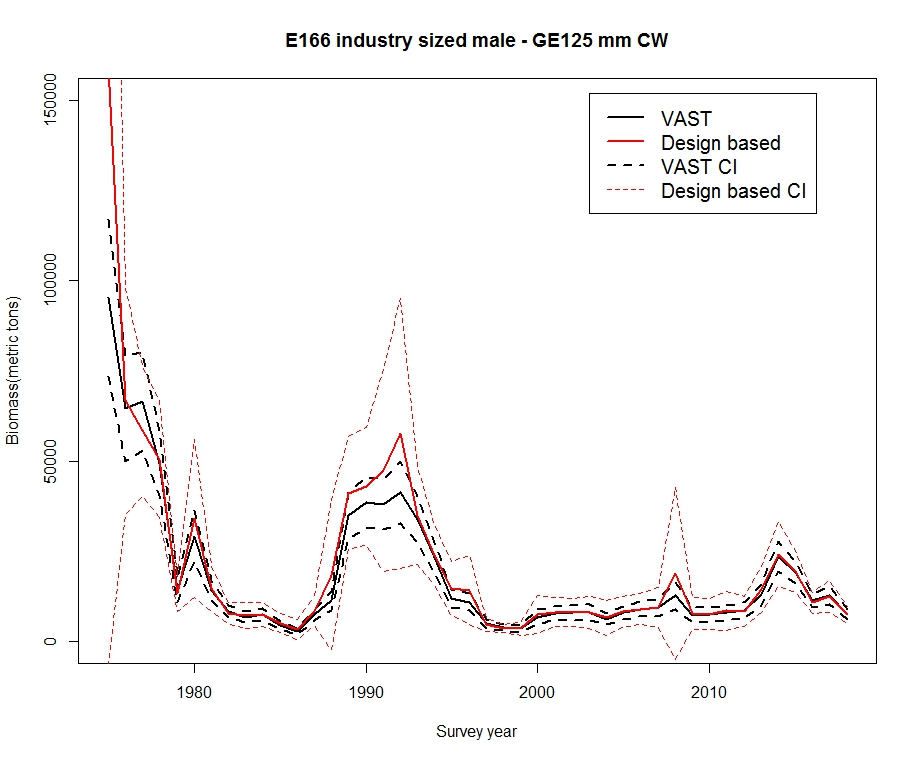 E166 industry sized male - GE125 mm CW
VAST
Design based
VAST CI
Design based CI
Biomass(metric tons)
150000
100000
50000
0
1980 1990 2000 2010
Survey year